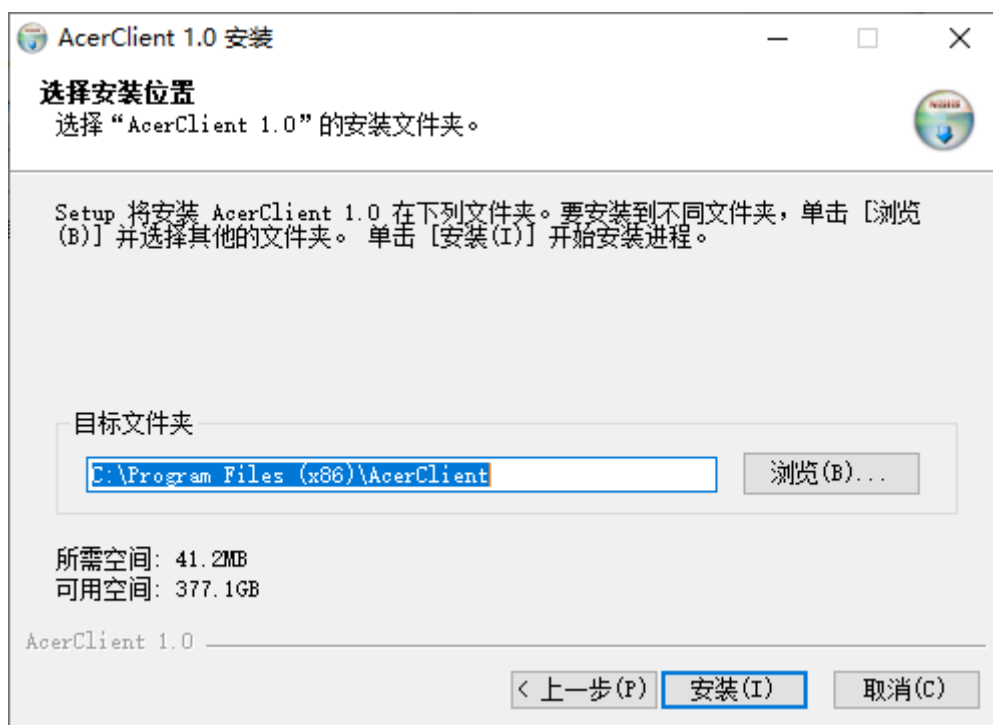 AcerClient 1.0 安装
选择安装位置
选择“AcerClient 1.0”的安装文件夹。
Setup 将安装 AcerClient 1.0 在下列文件夹。要安装到不同文件夹，单击 [浏览
(B)] 并选择其他的文件夹。 单击 [安装(I)] 开始安装进程。
目标文件夹
C:\Program Files (x86)\AcerClient
浏览(B)...
所需空间: 41.2MB
可用空间: 377.1GB
AcerClient 1.0
< 上一步(P)
安装(I)
取消(C)